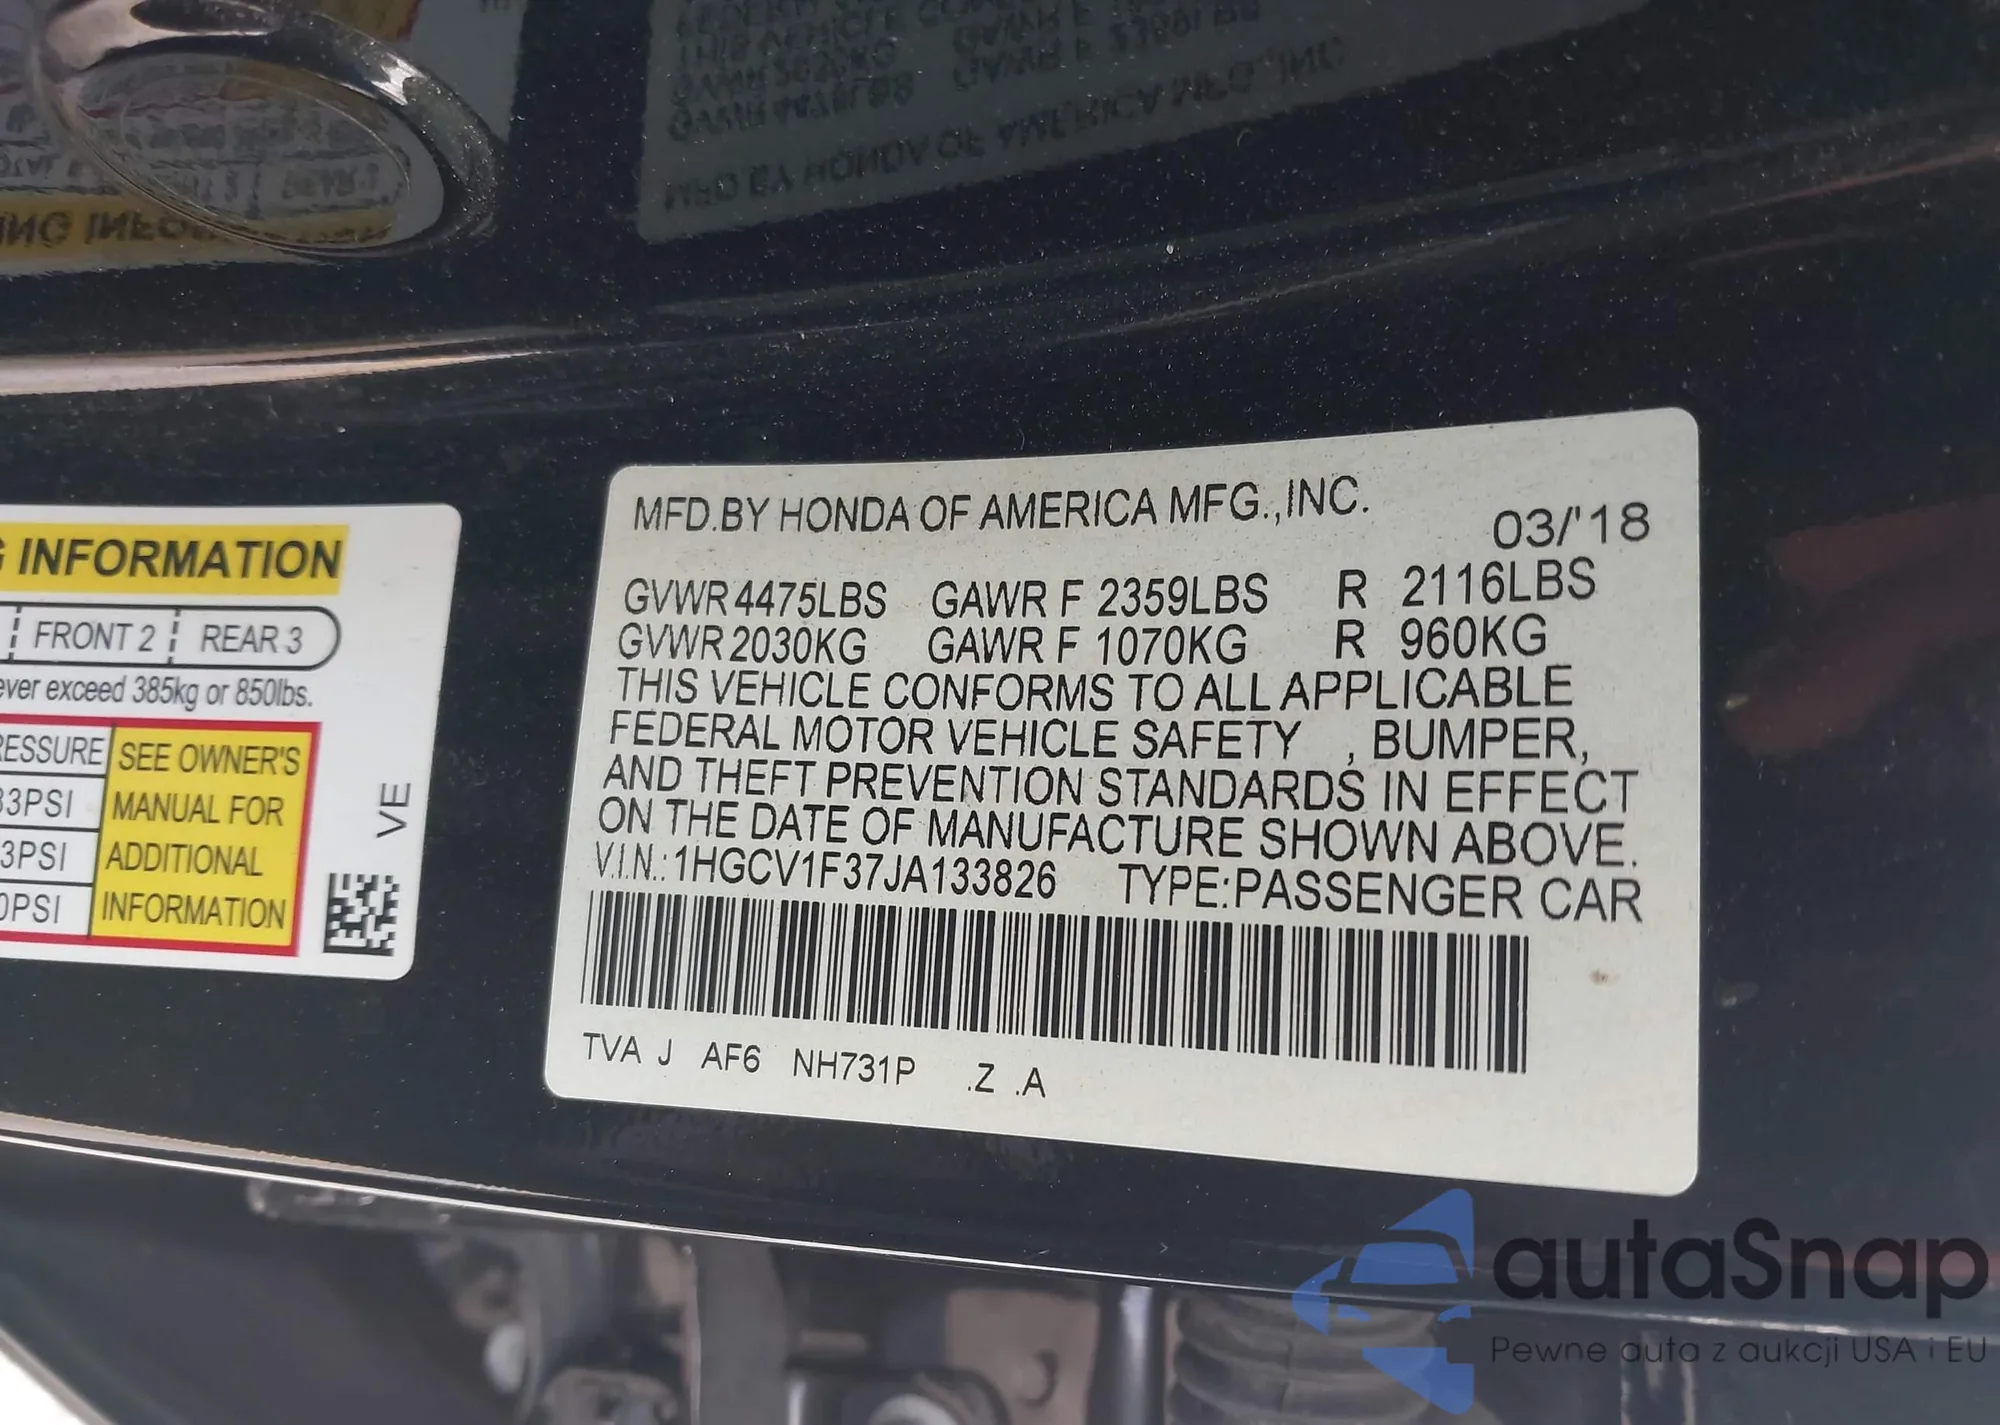 MFD.BY HONDA OF AMERICA MFG.,INC.
03/'18
GVWR 4475LBS GAWR F 2359LBS R 2116LBS
GVWR 2030KG GAWR F 1070KG R 960KG
THIS VEHICLE CONFORMS TO ALL APPLICABLE
FEDERAL MOTOR VEHICLE SAFETY , BUMPER,
AND THEFT PREVENTION STANDARDS IN EFFECT
ON THE DATE OF MANUFACTURE SHOWN ABOVE.
V.I.N.: 1HGCV1F37JA133826 TYPE:PASSENGER CAR
TVA J AF6 NH731P .Z .A
INFORMATION
FRONT 2 REAR 3
exceed 385kg or 850lbs.
SEE OWNER'S
MANUAL FOR
ADDITIONAL
INFORMATION
VE
autaSnap
Pewne auta z aukcji USA i EU